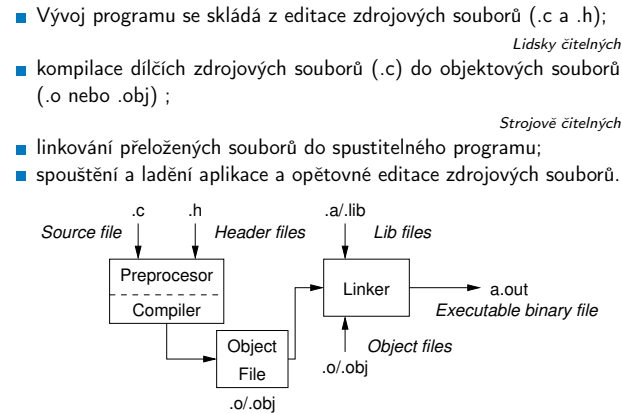 Vývoj programu se skládá z editace zdrojových souborů (.c a .h);
Lidsky čitelných
kompilace dílčích zdrojových souborů (.c) do objektových souborů
(.o nebo .obj) ;
Strojově čitelných
linkování přeložených souborů do spustitelného programu;
spouštění a ladění aplikace a opětovné editace zdrojových souborů.
.c .h .a/.lib
Source file Header files Lib files
Preprocesor
Compiler
Linker
a.out
Executable binary file
Object
File
.o/.obj
Object files
.o/.obj